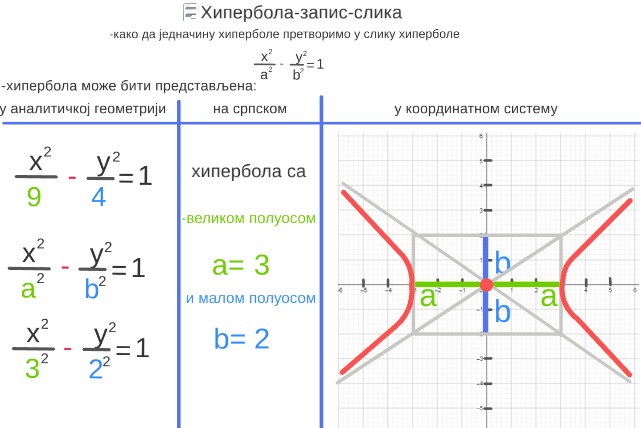 Хипербола-запис-слика
-како да једначину хиперболе претворимо у слику хиперболе
x² / a² - y² / b² = 1
-хипербола може бити представљена:
у аналитичкој геометрији
на српском
у координатном систему
x² / 9 - y² / 4 = 1
x² / a² - y² / b² = 1
x² / 3² - y² / 2² = 1
хипербола са
-великом полуосом
a= 3
и малом полуосом
b= 2
b
a a
b